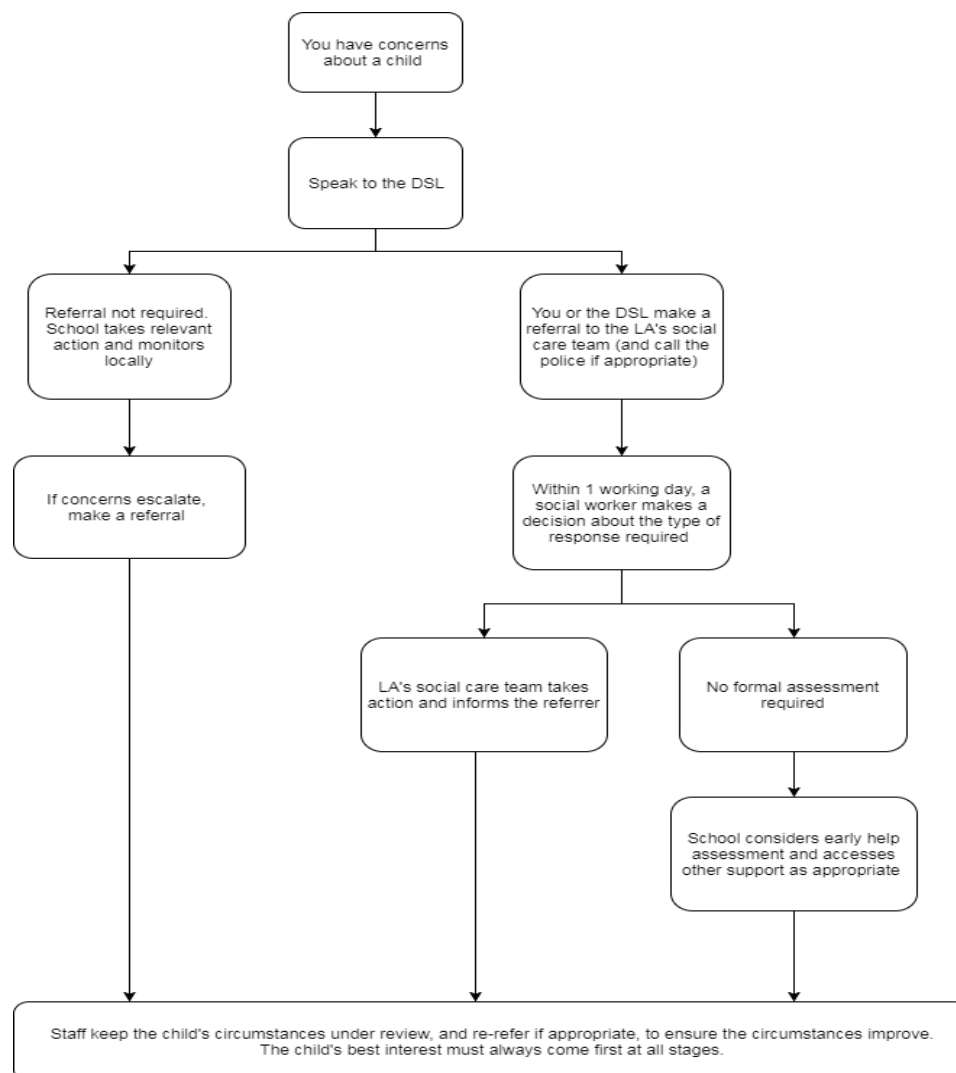 You have concerns
about a child
Speak to the DSL
Referral not required.
School takes relevant
action and monitors
locally
You or the DSL make a
referral to the LA's social
care team (and call the
police if appropriate)
If concerns escalate,
make a referral
Within 1 working day, a
social worker makes a
decision about the type of
response required
LA's social care team takes
action and informs the referrer
No formal assessment
required
School considers early help
assessment and accesses
other support as appropriate
Staff keep the child's circumstances under review, and re-refer if appropriate, to ensure the circumstances improve.
The child's best interest must always come first at all stages.